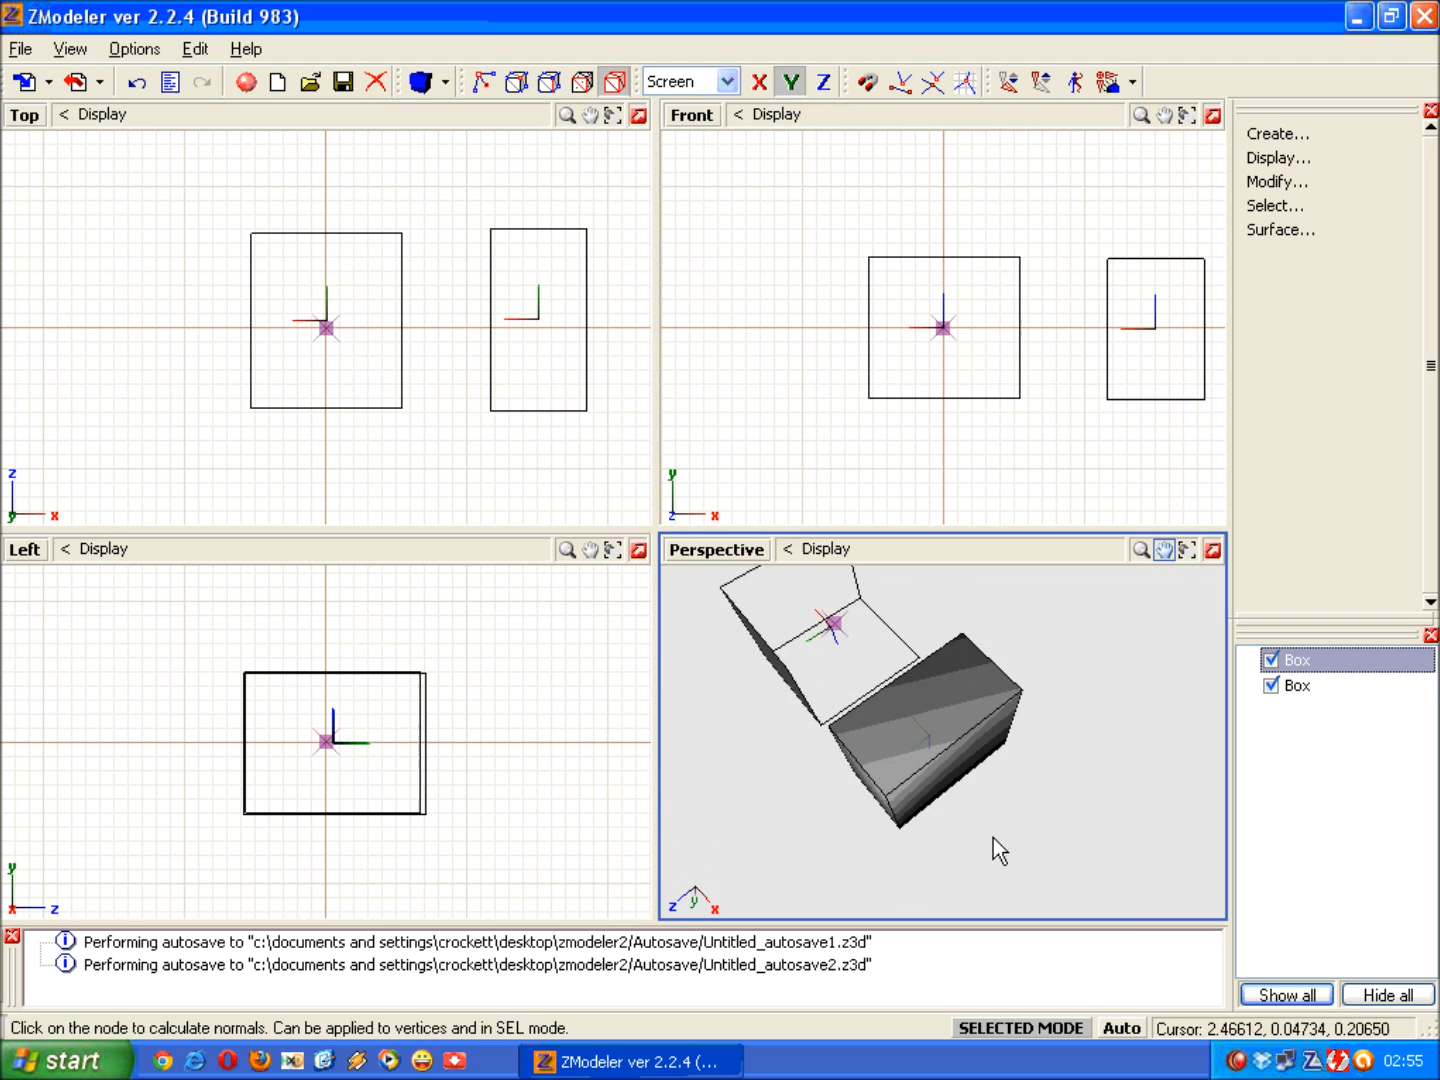 ZModeler ver 2.2.4 (Build 983)
File View Options Edit Help
Screen X Y Z
Top < Display
Front < Display
Create...
Display...
Modify...
Select...
Surface...
z
y x
y
z x
Left < Display
Perspective < Display
Box
Box
y
x z
z y x
Show all Hide all
Performing autosave to "c:\documents and settings\crockett\desktop\zmodeler2/Autosave/Untitled_autosave1.z3d"
Performing autosave to "c:\documents and settings\crockett\desktop\zmodeler2/Autosave/Untitled_autosave2.z3d"
Click on the node to calculate normals. Can be applied to vertices and in SEL mode.
SELECTED MODE Auto Cursor: 2.46612, 0.04734, 0.20650
start ZModeler ver 2.2.4 (... 02:55